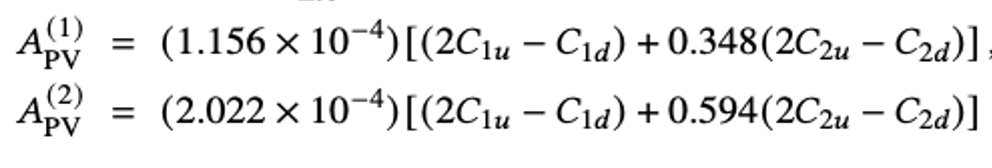 A_{PV}^{(1)} = (1.156 × 10^{−4})[(2C_{1u} − C_{1d}) + 0.348(2C_{2u} − C_{2d})],
A_{PV}^{(2)} = (2.022 × 10^{−4})[(2C_{1u} − C_{1d}) + 0.594(2C_{2u} − C_{2d})]